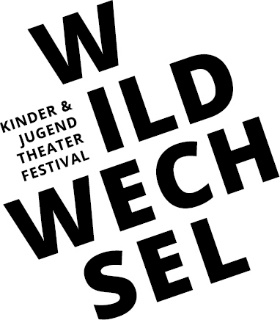 W
ILD
WECH
SEL
KINDER &
JUGEND
THEATER
FESTIVAL